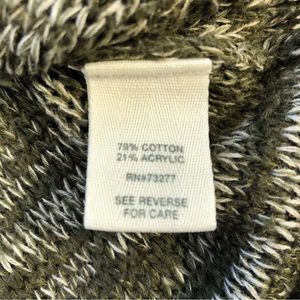 79% COTTON
21% ACRYLIC
RN#73277
SEE REVERSE
FOR CARE